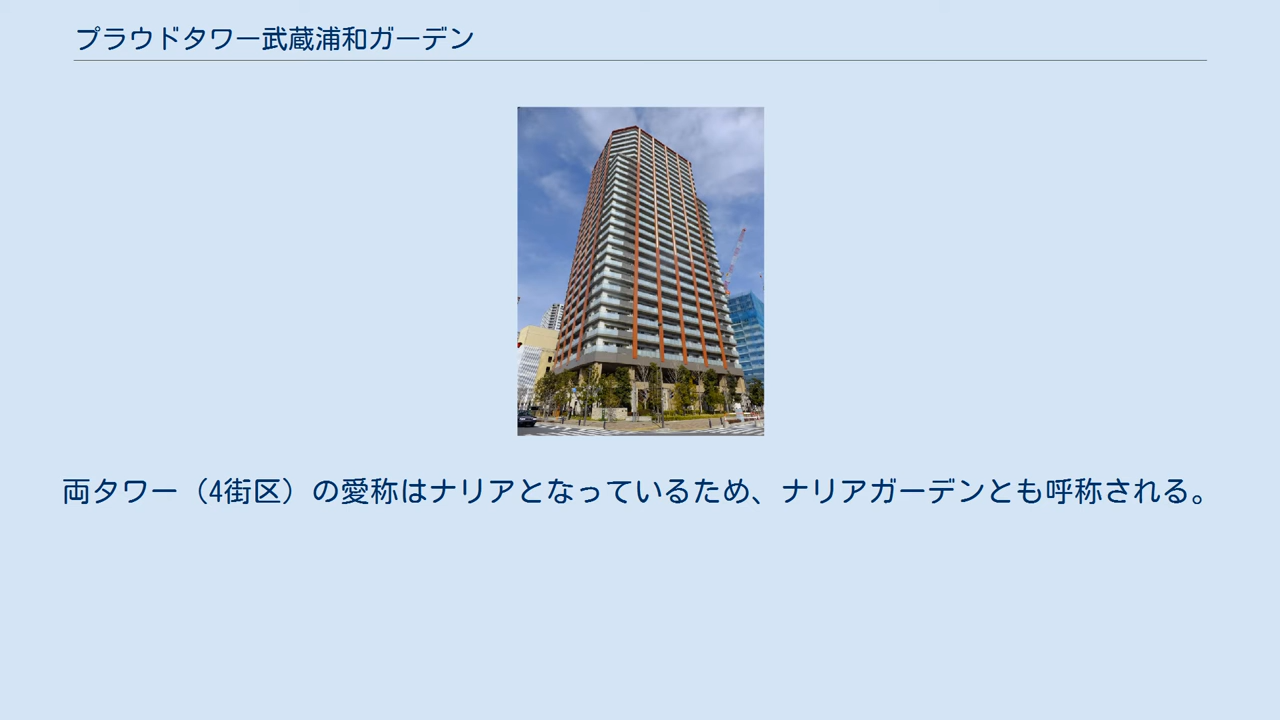 プラウドタワー武蔵浦和ガーデン
両タワー（4街区）の愛称はナリアとなっているため、ナリアガーデンとも呼称される。